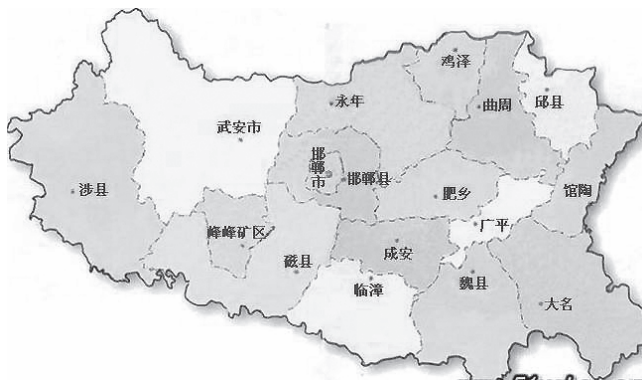 鸡泽
永年
曲周
邱县
武安市
邯郸市
邯郸县
涉县
肥乡
馆陶
峰峰矿区
广平
成安
磁县
临漳
魏县
大名